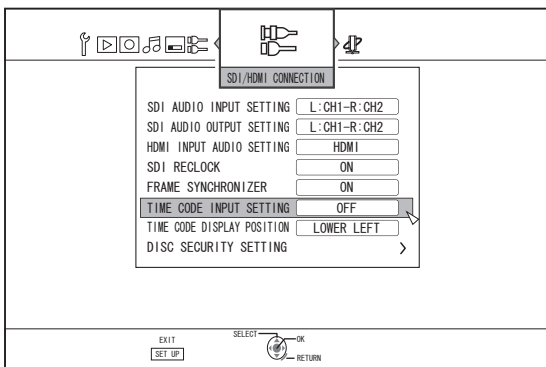 SDI/HDMI CONNECTION
SDI AUDIO INPUT SETTING L:CH1-R:CH2
SDI AUDIO OUTPUT SETTING L:CH1-R:CH2
HDMI INPUT AUDIO SETTING HDMI
SDI RECLOCK ON
FRAME SYNCHRONIZER ON
TIME CODE INPUT SETTING OFF
TIME CODE DISPLAY POSITION LOWER LEFT
DISC SECURITY SETTING
EXIT
SET UP
SELECT
OK
RETURN